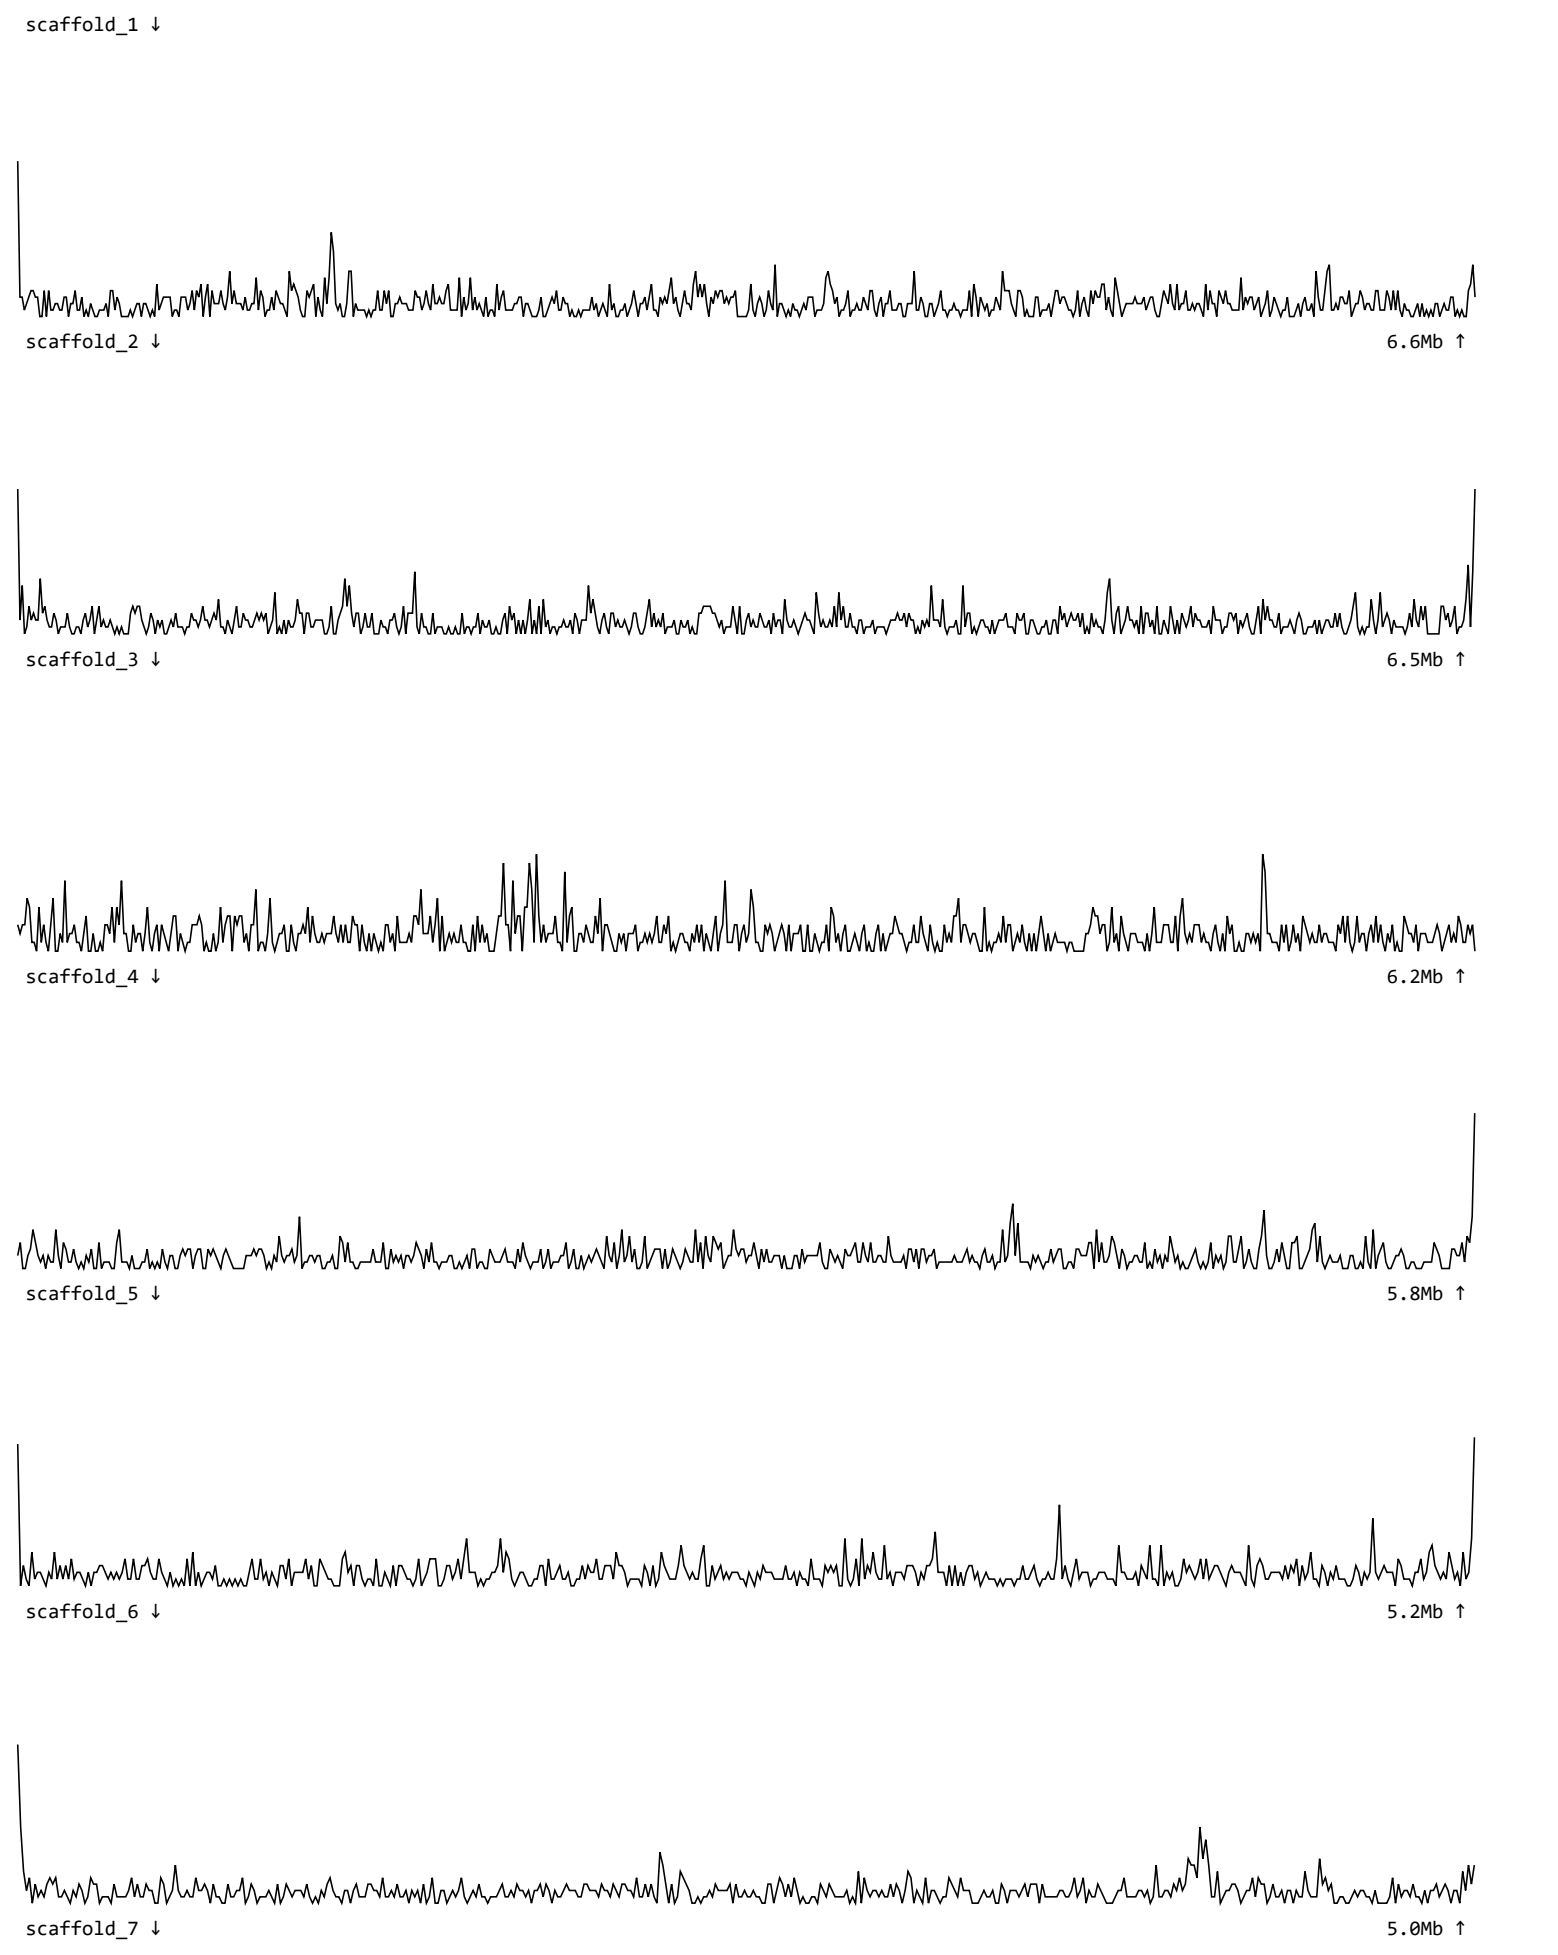 scaffold_1 ↓
scaffold_2 ↓ 6.6Mb ↑
scaffold_3 ↓ 6.5Mb ↑
scaffold_4 ↓ 6.2Mb ↑
scaffold_5 ↓ 5.8Mb ↑
scaffold_6 ↓ 5.2Mb ↑
scaffold_7 ↓ 5.0Mb ↑